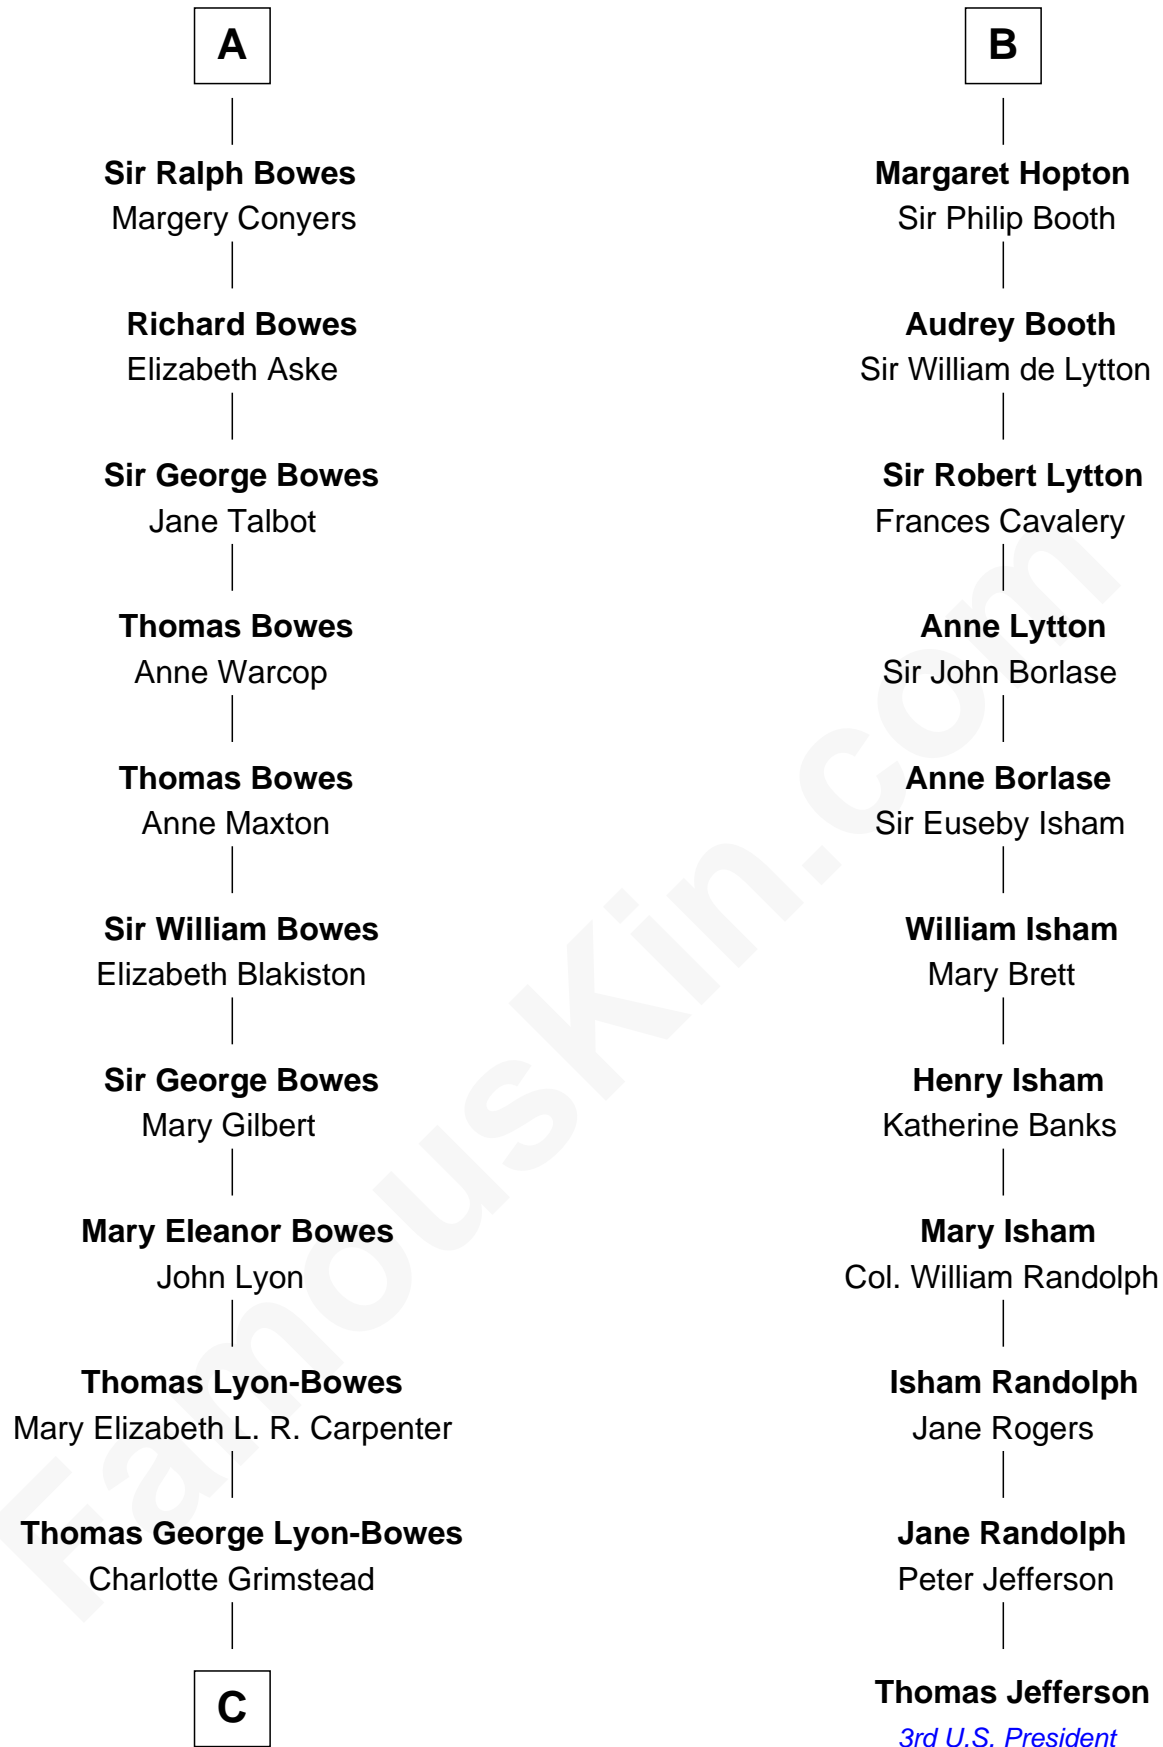 A
Sir Ralph Bowes
Margery Conyers
Richard Bowes
Elizabeth Aske
Sir George Bowes
Jane Talbot
Thomas Bowes
Anne Warcop
Thomas Bowes
Anne Maxton
Sir William Bowes
Elizabeth Blakiston
Sir George Bowes
Mary Gilbert
Mary Eleanor Bowes
John Lyon
Thomas Lyon-Bowes
Mary Elizabeth L. R. Carpenter
Thomas George Lyon-Bowes
Charlotte Grimstead
C
B
Margaret Hopton
Sir Philip Booth
Audrey Booth
Sir William de Lytton
Sir Robert Lytton
Frances Cavalery
Anne Lytton
Sir John Borlase
Anne Borlase
Sir Euseby Isham
William Isham
Mary Brett
Henry Isham
Katherine Banks
Mary Isham
Col. William Randolph
Isham Randolph
Jane Rogers
Jane Randolph
Peter Jefferson
Thomas Jefferson
3rd U.S. President
FamousKin.com